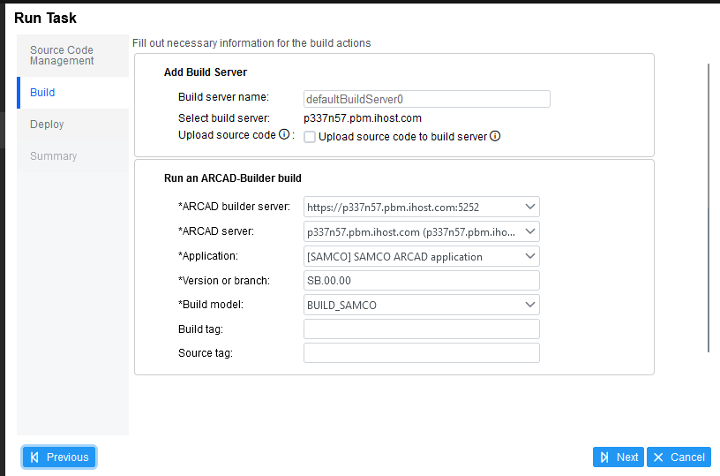 Run Task
Source Code
Management
Build
Deploy
Summary
Fill out necessary information for the build actions
Add Build Server
Build server name: defaultBuildServer0
Select build server: p337n57.pbm.ihost.com
Upload source code : Upload source code to build server
Run an ARCAD-Builder build
*ARCAD builder server: https://p337n57.pbm.ihost.com:5252
*ARCAD server: p337n57.pbm.ihost.com (p337n57.pbm.iho...
*Application: [SAMCO] SAMCO ARCAD application
*Version or branch: SB.00.00
*Build model: BUILD_SAMCO
Build tag:
Source tag:
Previous
Next
Cancel